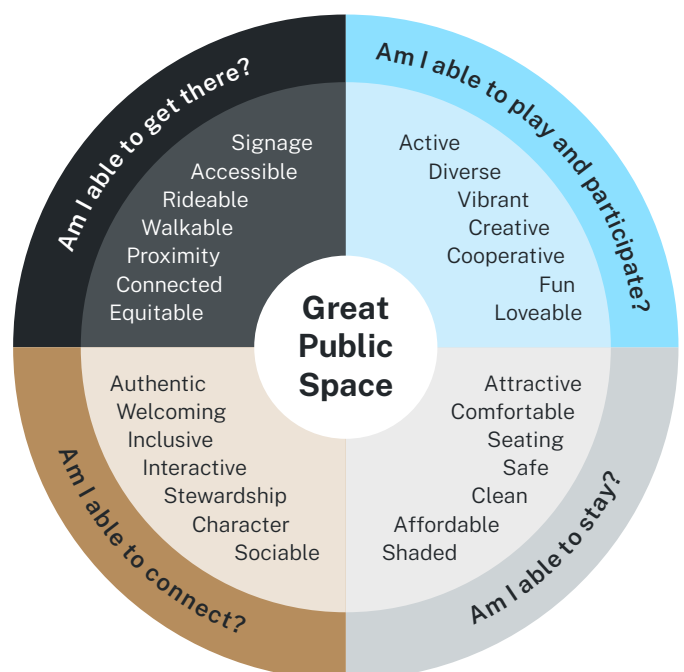 Am I able to get there?
Signage
Accessible
Rideable
Walkable
Proximity
Connected
Equitable
Am I able to play and participate?
Active
Diverse
Vibrant
Creative
Cooperative
Fun
Loveable
Great
Public
Space
Authentic
Welcoming
Inclusive
Interactive
Stewardship
Character
Sociable
Am I able to connect?
Attractive
Comfortable
Seating
Safe
Clean
Affordable
Shaded
Am I able to stay?